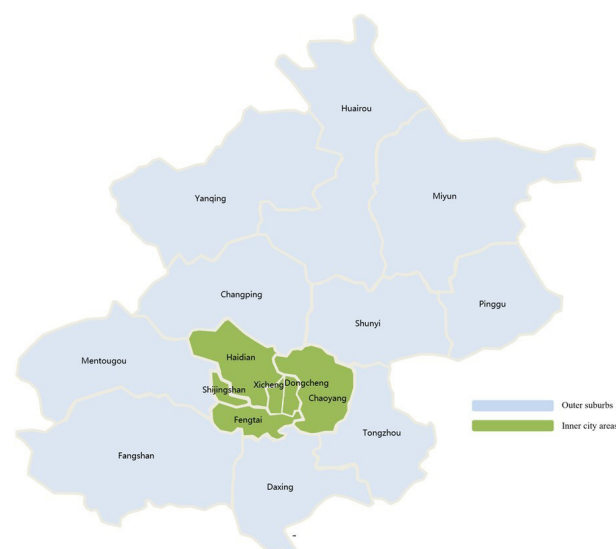 Huairou
Yanqing
Miyun
Changping
Pinggu
Shunyi
Mentougou
Haidian
Shijingshan
Xicheng
Dongcheng
Chaoyang
Fengtai
Tongzhou
Fangshan
Daxing
Outer suburbs
Inner city areas